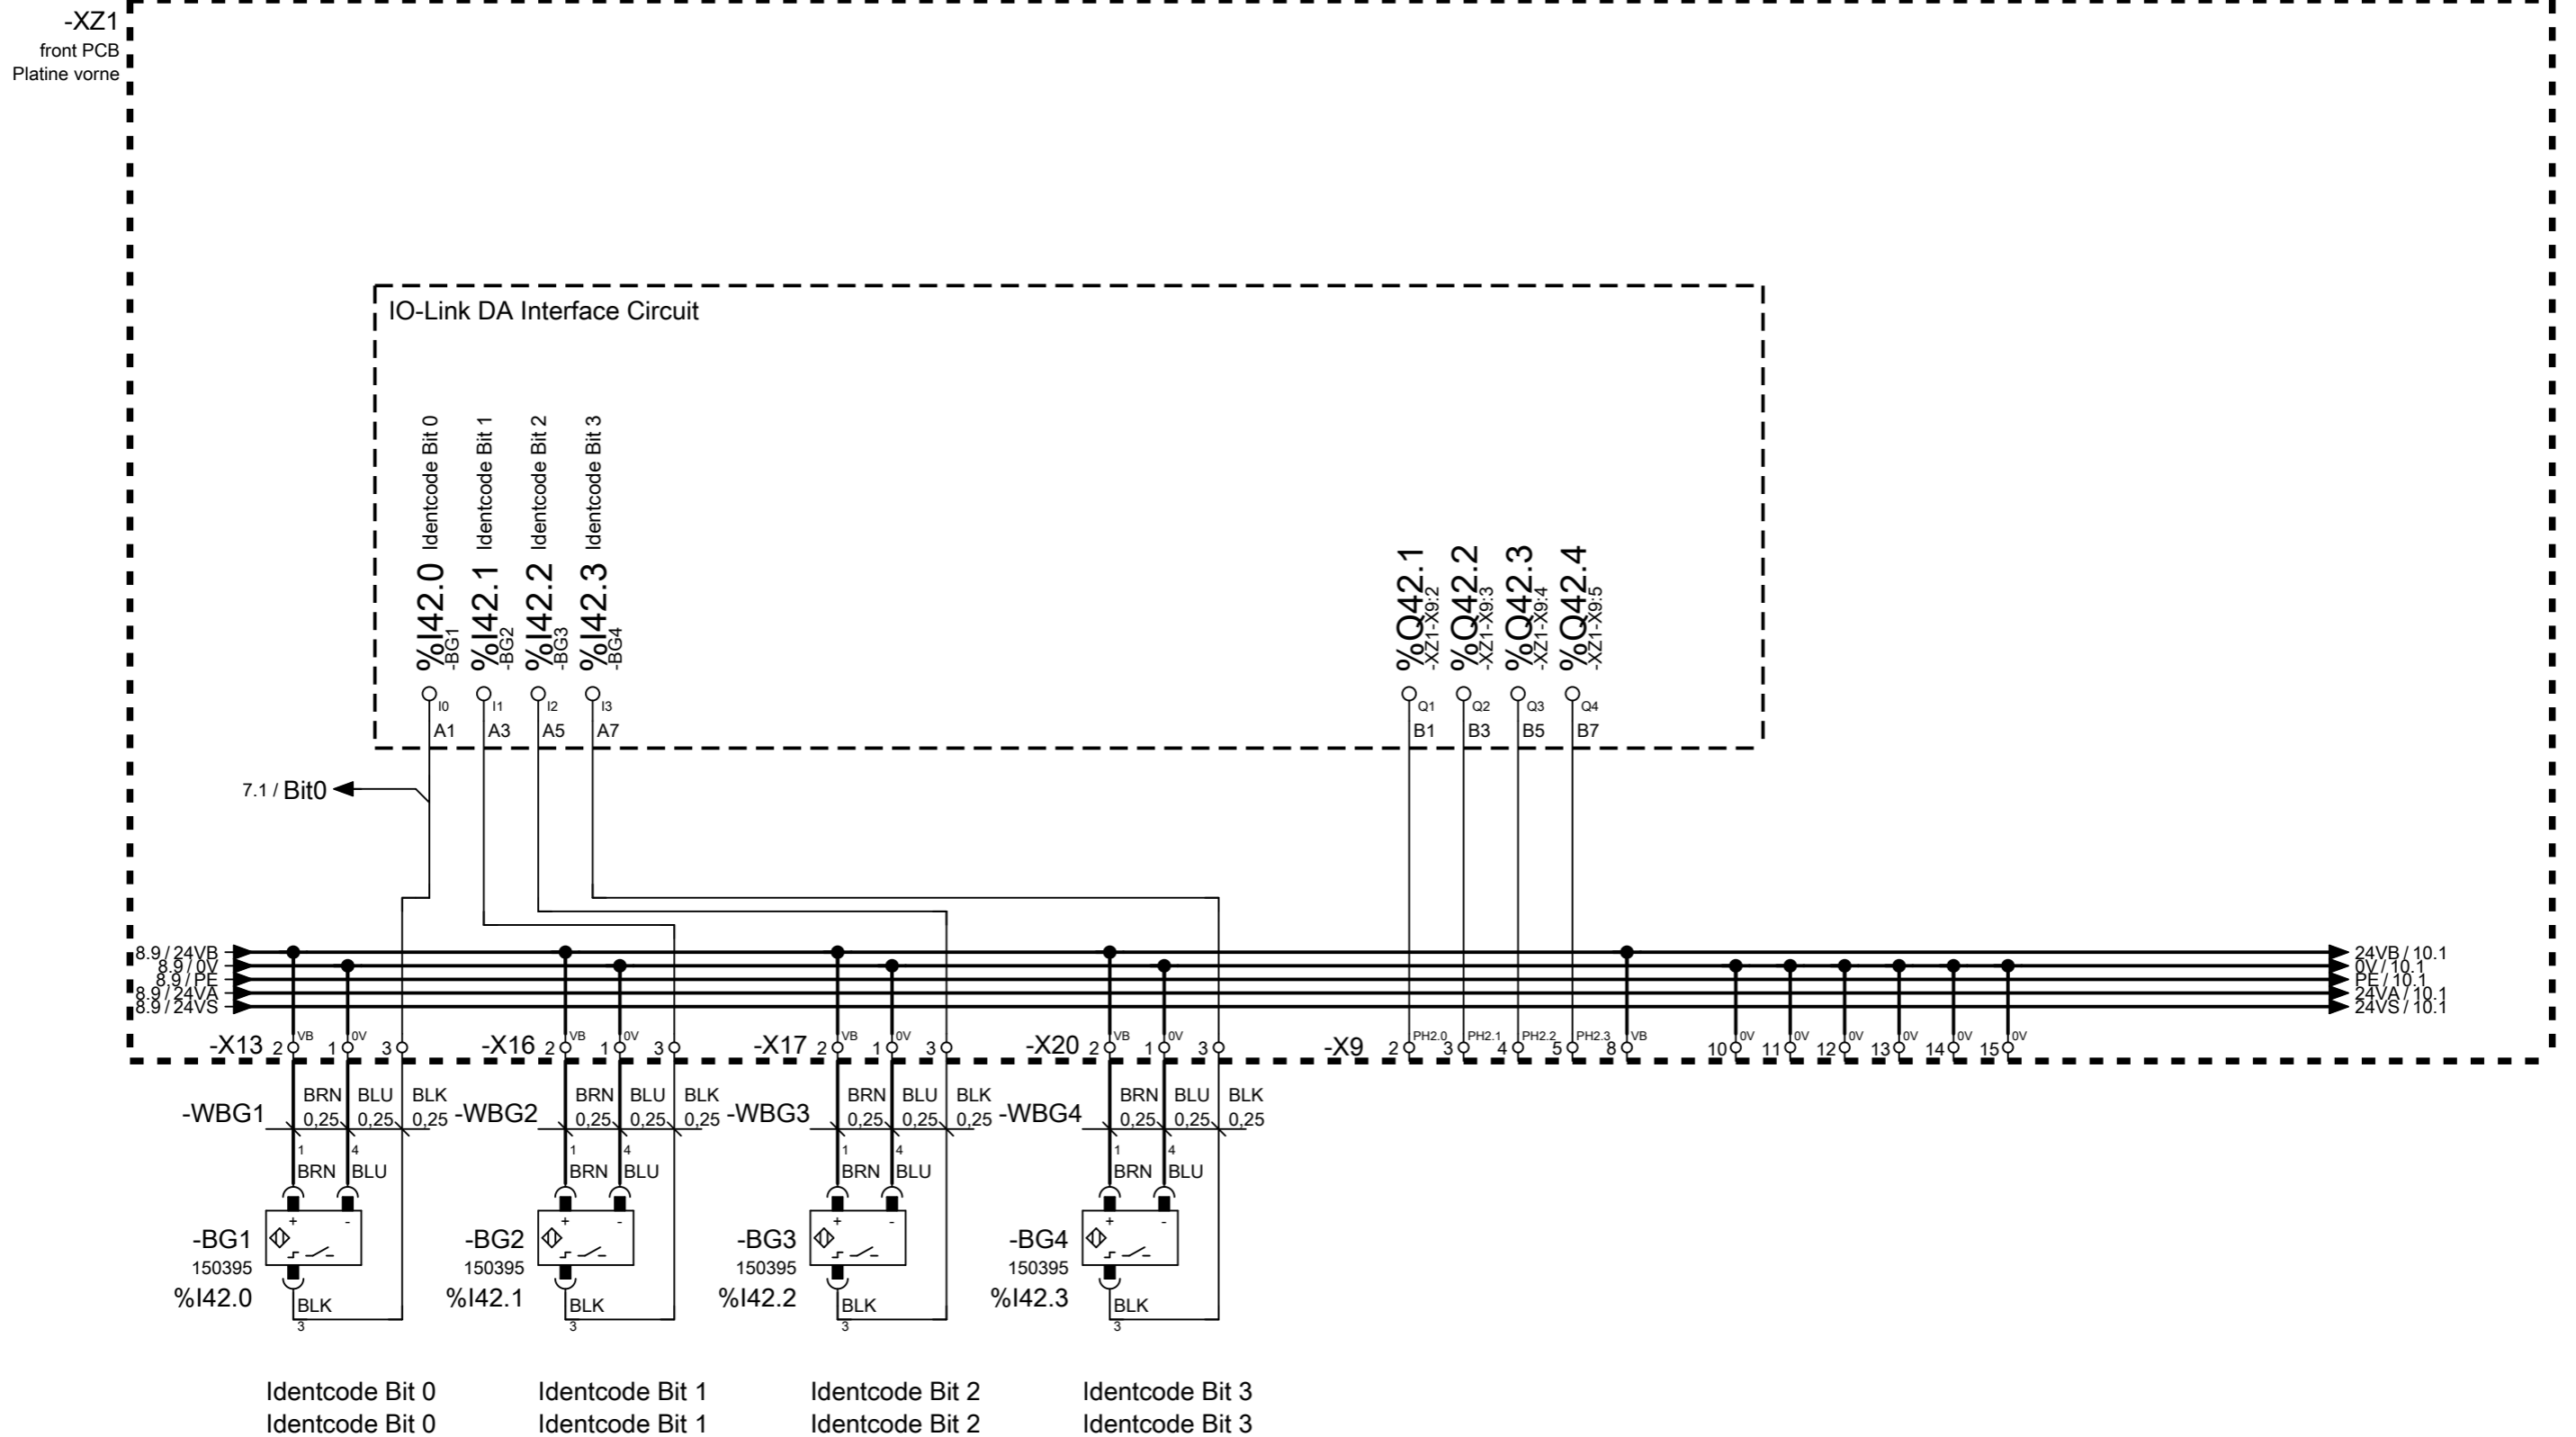 -XZ1
front PCB
Platine vorne
IO-Link DA Interface Circuit
Identcode Bit 0
Identcode Bit 1
Identcode Bit 2
Identcode Bit 3
%I42.0
-BG1
%I42.1
-BG2
%I42.2
-BG3
%I42.3
-BG4
%Q42.1
-XZ1-X9:2
%Q42.2
-XZ1-X9:3
%Q42.3
-XZ1-X9:4
%Q42.4
-XZ1-X9:5
I0 I1 I2 I3 Q1 Q2 Q3 Q4
A1 A3 A5 A7 B1 B3 B5 B7
7.1 / Bit0
8.9 / 24VB 24VB / 10.1
8.9 / 0V 0V / 10.1
8.9 / PE PE / 10.1
8.9 / 24VA 24VA / 10.1
8.9 / 24VS 24VS / 10.1
VB 0V VB 0V VB 0V VB 0V PH2.0 PH2.1 PH2.2 PH2.3 VB 0V 0V 0V 0V 0V 0V
-X13 2 1 3 -X16 2 1 3 -X17 2 1 3 -X20 2 1 3 -X9 2 3 4 5 8 10 11 12 13 14 15
BRN BLU BLK BRN BLU BLK BRN BLU BLK BRN BLU BLK
-WBG1 0,25 0,25 0,25 -WBG2 0,25 0,25 0,25 -WBG3 0,25 0,25 0,25 -WBG4 0,25 0,25 0,25
1 4 1 4 1 4 1 4
BRN BLU BRN BLU BRN BLU BRN BLU
+ - + - + - + -
-BG1 -BG2 -BG3 -BG4
150395 150395 150395 150395
%I42.0 %I42.1 %I42.2 %I42.3
BLK BLK BLK BLK
3 3 3 3
Identcode Bit 0 Identcode Bit 1 Identcode Bit 2 Identcode Bit 3
Identcode Bit 0 Identcode Bit 1 Identcode Bit 2 Identcode Bit 3